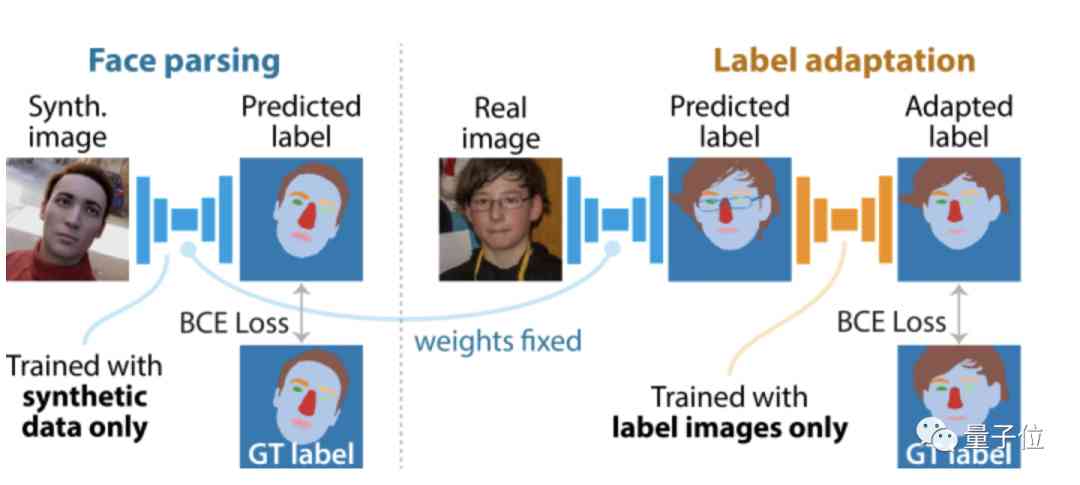 Face parsing
Label adaptation
Synth.
image
Predicted
label
Real
image
Predicted
label
Adapted
label
BCE Loss
weights fixed
BCE Loss
Trained with
synthetic
data only
GT label
Trained with
label images only
GT label
量子位